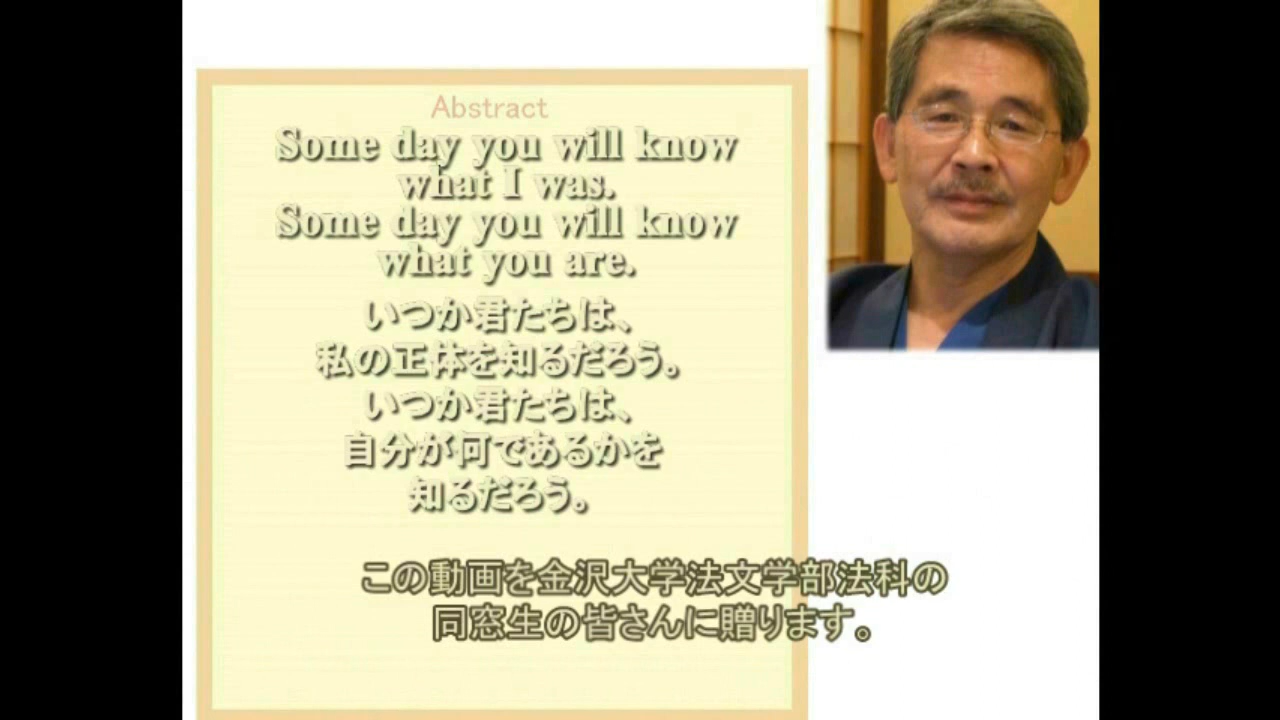 Abstract
Some day you will know
what I was.
Some day you will know
what you are.
いつか君たちは、
私の正体を知るだろう。
いつか君たちは、
自分が何であるかを
知るだろう。
この動画を金沢大学法文学部法科の
同窓生の皆さんに贈ります。